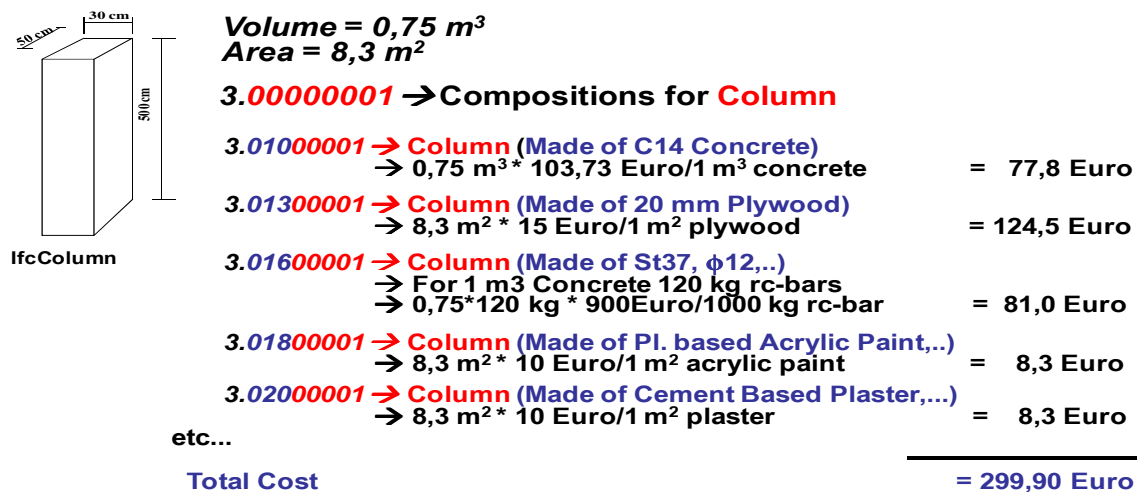 30 cm
50 cm
500 cm
IfcColumn
Volume = 0,75 m³
Area = 8,3 m²
3.00000001 → Compositions for Column
3.01000001 → Column (Made of C14 Concrete)
→ 0,75 m³ * 103,73 Euro/1 m³ concrete = 77,8 Euro
3.01300001 → Column (Made of 20 mm Plywood)
→ 8,3 m² * 15 Euro/1 m² plywood = 124,5 Euro
3.01600001 → Column (Made of St37, ϕ12,..)
→ For 1 m3 Concrete 120 kg rc-bars
→ 0,75*120 kg * 900Euro/1000 kg rc-bar = 81,0 Euro
3.01800001 → Column (Made of Pl. based Acrylic Paint,..)
→ 8,3 m² * 10 Euro/1 m² acrylic paint = 8,3 Euro
3.02000001 → Column (Made of Cement Based Plaster,...)
→ 8,3 m² * 10 Euro/1 m² plaster = 8,3 Euro
etc...
Total Cost = 299,90 Euro